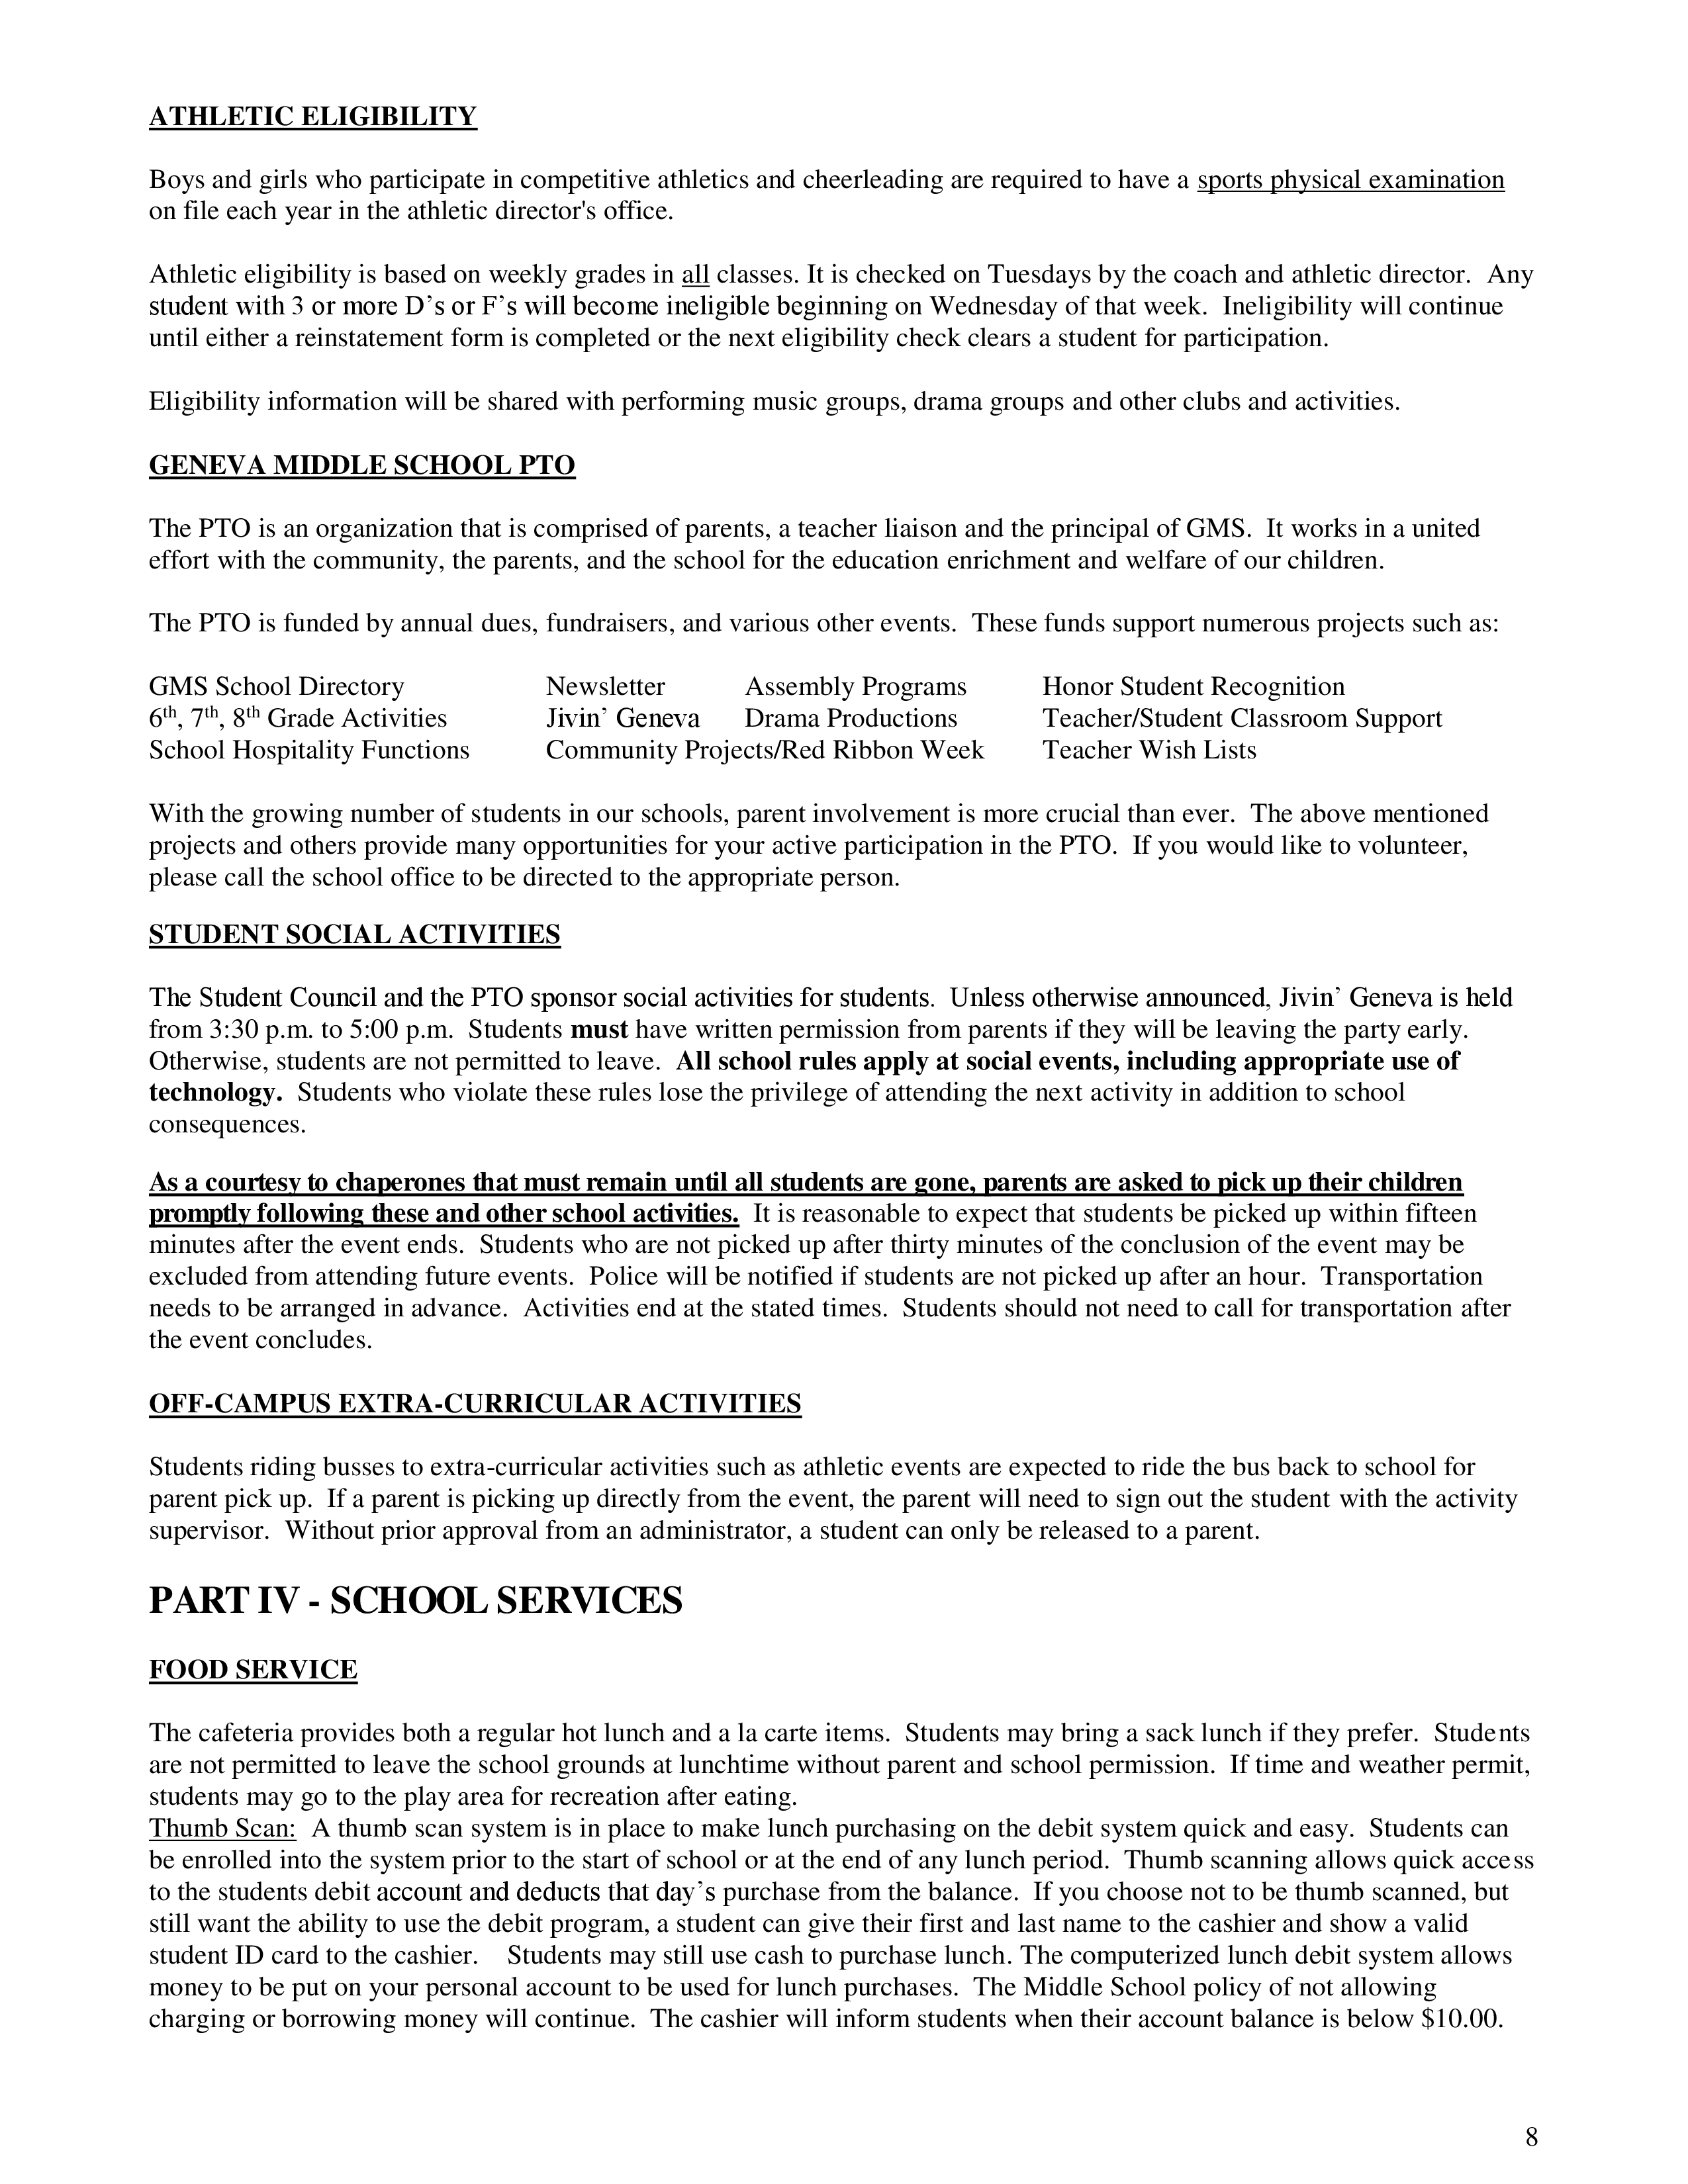 ATHLETIC ELIGIBILITY
Boys and girls who participate in competitive athletics and cheerleading are required to have a sports physical examination
on file each year in the athletic director's office.
Athletic eligibility is based on weekly grades in all classes. It is checked on Tuesdays by the coach and athletic director.  Any
student with 3 or more D’s or F’s will become ineligible beginning on Wednesday of that week.  Ineligibility will continue
until either a reinstatement form is completed or the next eligibility check clears a student for participation.
Eligibility information will be shared with performing music groups, drama groups and other clubs and activities.
GENEVA MIDDLE SCHOOL PTO
The PTO is an organization that is comprised of parents, a teacher liaison and the principal of GMS.  It works in a united
effort with the community, the parents, and the school for the education enrichment and welfare of our children.
The PTO is funded by annual dues, fundraisers, and various other events.  These funds support numerous projects such as:
GMS School Directory Newsletter Assembly Programs Honor Student Recognition
6th, 7th, 8th Grade Activities Jivin’ Geneva Drama Productions Teacher/Student Classroom Support
School Hospitality Functions Community Projects/Red Ribbon Week Teacher Wish Lists
With the growing number of students in our schools, parent involvement is more crucial than ever.  The above mentioned
projects and others provide many opportunities for your active participation in the PTO.  If you would like to volunteer,
please call the school office to be directed to the appropriate person.
STUDENT SOCIAL ACTIVITIES
The Student Council and the PTO sponsor social activities for students.  Unless otherwise announced, Jivin’ Geneva is held
from 3:30 p.m. to 5:00 p.m.  Students must have written permission from parents if they will be leaving the party early.
Otherwise, students are not permitted to leave.  All school rules apply at social events, including appropriate use of
technology.  Students who violate these rules lose the privilege of attending the next activity in addition to school
consequences.
As a courtesy to chaperones that must remain until all students are gone, parents are asked to pick up their children
promptly following these and other school activities.  It is reasonable to expect that students be picked up within fifteen
minutes after the event ends.  Students who are not picked up after thirty minutes of the conclusion of the event may be
excluded from attending future events.  Police will be notified if students are not picked up after an hour.  Transportation
needs to be arranged in advance.  Activities end at the stated times.  Students should not need to call for transportation after
the event concludes.
OFF-CAMPUS EXTRA-CURRICULAR ACTIVITIES
Students riding busses to extra-curricular activities such as athletic events are expected to ride the bus back to school for
parent pick up.  If a parent is picking up directly from the event, the parent will need to sign out the student with the activity
supervisor.  Without prior approval from an administrator, a student can only be released to a parent.
PART IV - SCHOOL SERVICES
FOOD SERVICE
The cafeteria provides both a regular hot lunch and a la carte items.  Students may bring a sack lunch if they prefer.  Students
are not permitted to leave the school grounds at lunchtime without parent and school permission.  If time and weather permit,
students may go to the play area for recreation after eating.
Thumb Scan:  A thumb scan system is in place to make lunch purchasing on the debit system quick and easy.  Students can
be enrolled into the system prior to the start of school or at the end of any lunch period.  Thumb scanning allows quick access
to the students debit account and deducts that day’s purchase from the balance.  If you choose not to be thumb scanned, but
still want the ability to use the debit program, a student can give their first and last name to the cashier and show a valid
student ID card to the cashier.    Students may still use cash to purchase lunch. The computerized lunch debit system allows
money to be put on your personal account to be used for lunch purchases.  The Middle School policy of not allowing
charging or borrowing money will continue.  The cashier will inform students when their account balance is below $10.00.
8